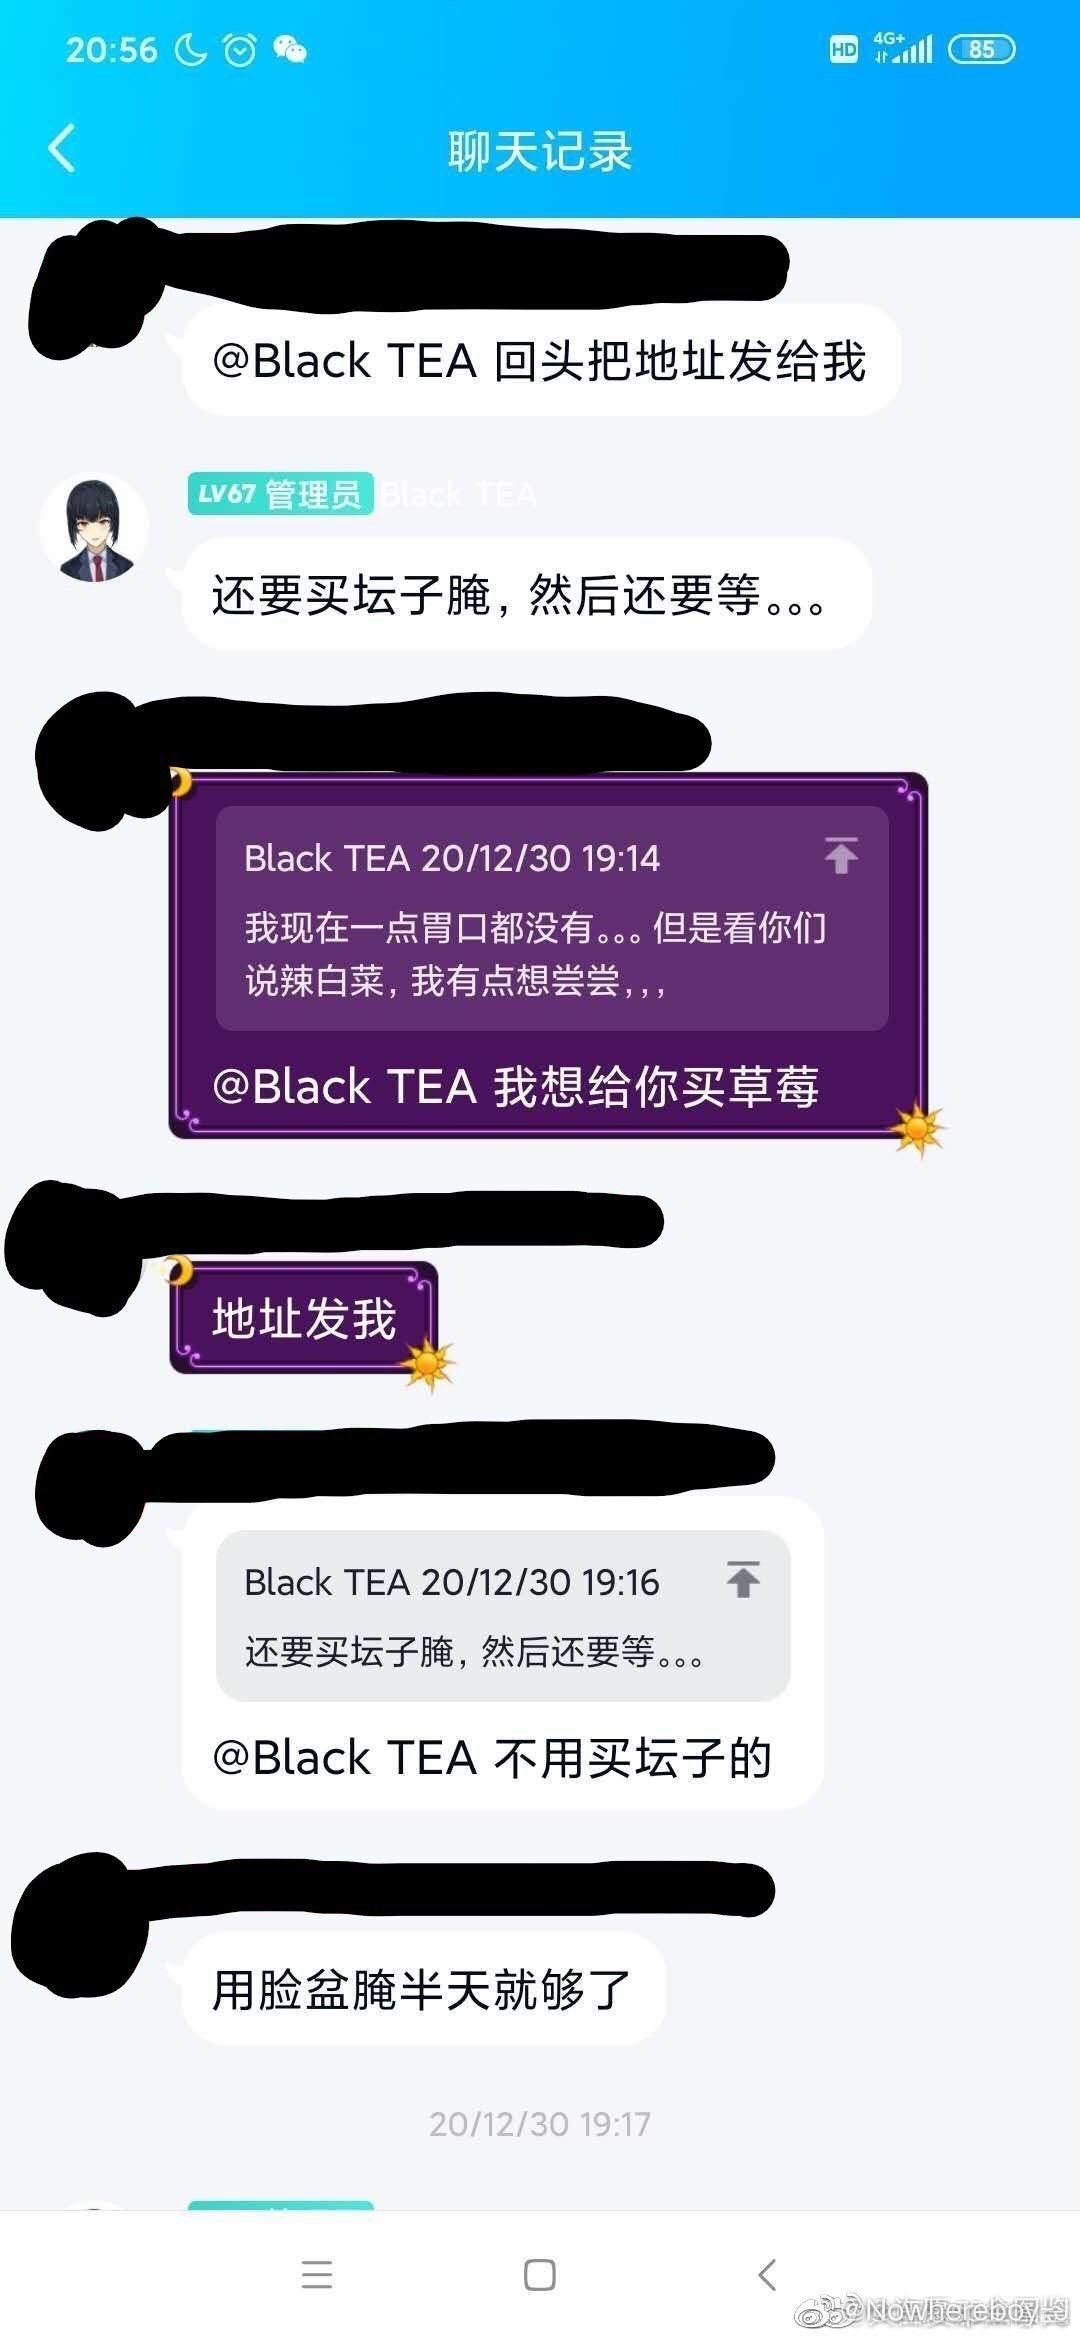 20:56
HD 4G+ 85
聊天记录
@Black TEA 回头把地址发给我
LV67 管理员 Black TEA
还要买坛子腌，然后还要等。。。
Black TEA 20/12/30 19:14
我现在一点胃口都没有。。。但是看你们
说辣白菜，我有点想尝尝，，，
@Black TEA 我想给你买草莓
地址发我
Black TEA 20/12/30 19:16
还要买坛子腌，然后还要等。。。
@Black TEA 不用买坛子的
用脸盆腌半天就够了
20/12/30 19:17